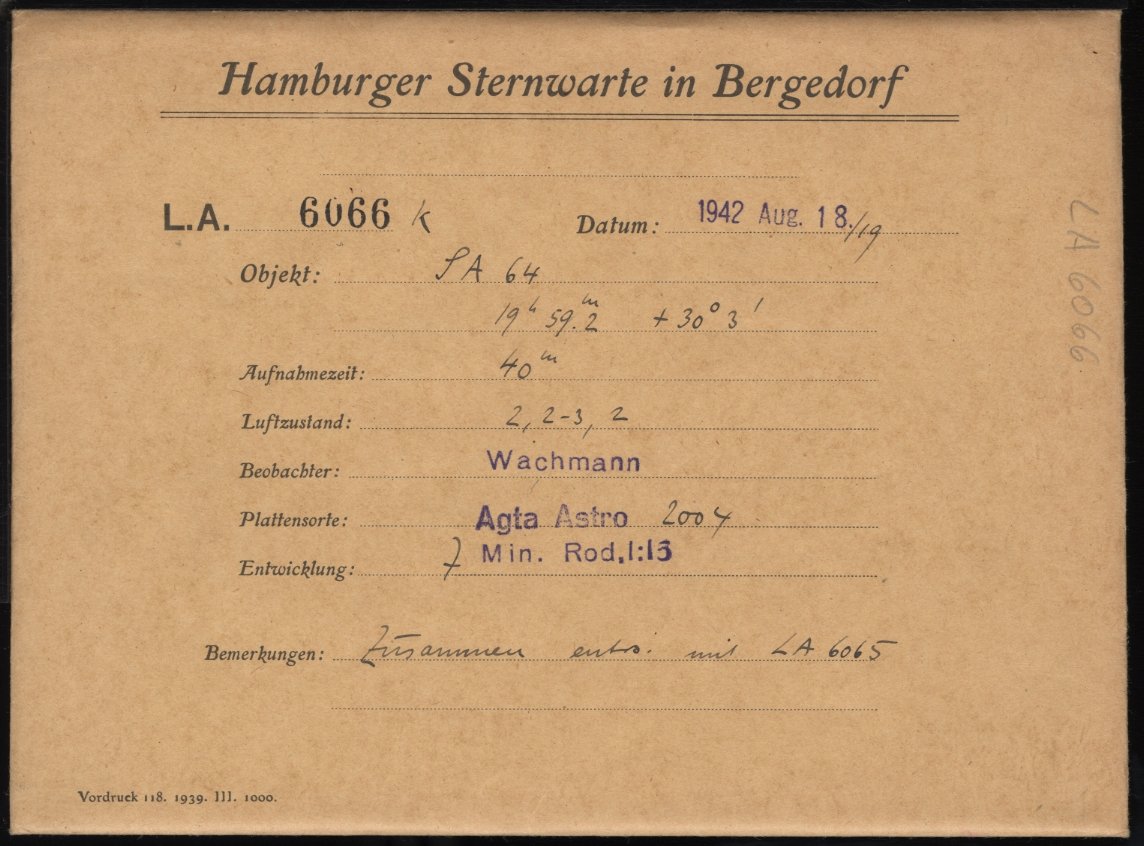 Hamburger Sternwarte in Bergedorf
L.A. 6066 k Datum: 1942 Aug. 18./19
Objekt: SA 64
19h 59.m2 + 30° 3'
Aufnahmezeit: 40m
Luftzustand: 2, 2-3, 2
Beobachter: Wachmann
Plattensorte: Agfa Astro 2004
Entwicklung: 7 Min. Rod. 1:15
Bemerkungen: Zusammen entw. mit LA 6065
Vordruck 118. 1939. III. 1000.
LA 6066